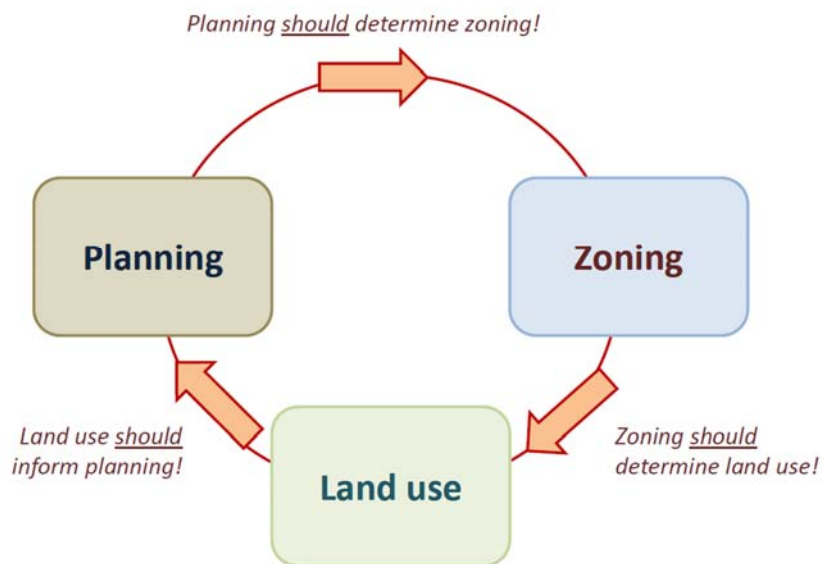 Planning should determine zoning!
Planning
Zoning
Land use should
inform planning!
Zoning should
determine land use!
Land use